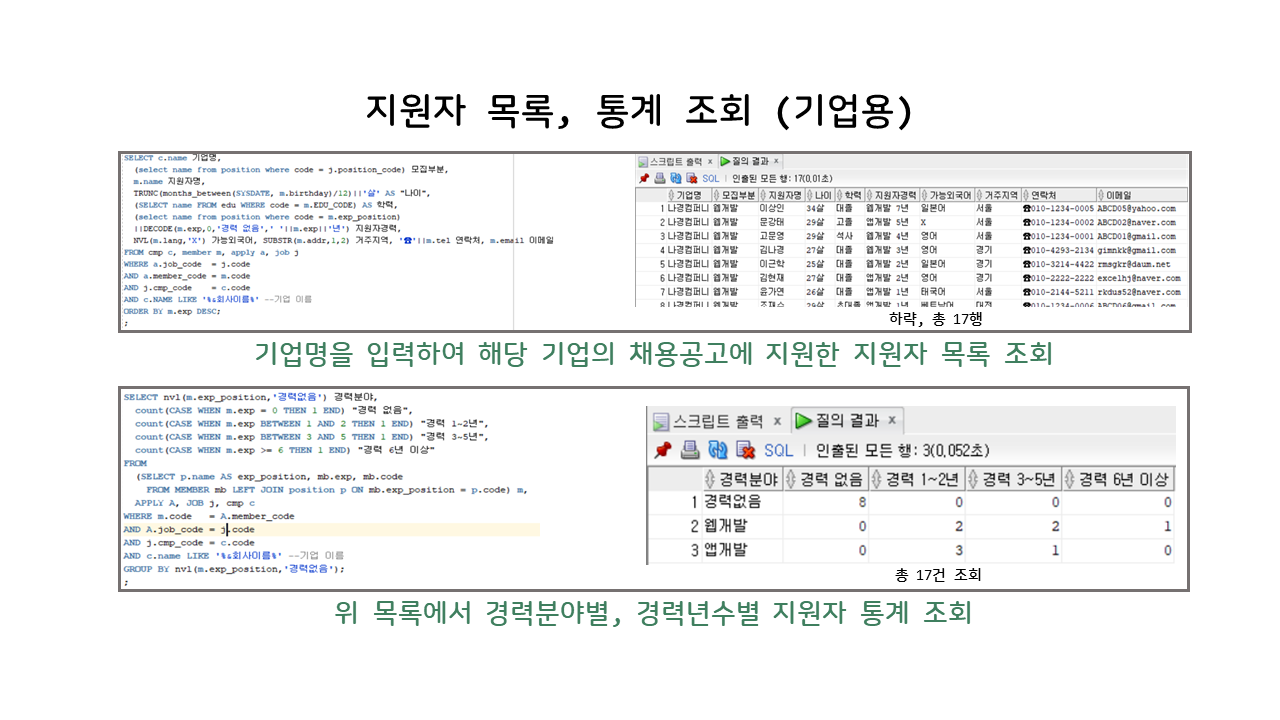 지원자 목록, 통계 조회 (기업용)
SELECT c.name 기업명,
(select name from position where code = j.position_code) 모집부분,
m.name 지원자명,
TRUNC(months_between(SYSDATE, m.birthday)/12)||'살' AS "나이",
(SELECT name FROM edu WHERE code = m.EDU_CODE) AS 학력,
(select name from position where code = m.exp_position)
||DECODE(m.exp,0,'경력 없음',' '||m.exp||'년') 지원자경력,
NVL(m.lang,'X') 가능외국어, SUBSTR(m.addr,1,2) 거주지역, '☎'||m.tel 연락처, m.email 이메일
FROM cmp c, member m, apply a, job j
WHERE a.job_code = j.code
AND a.member_code = m.code
AND j.cmp_code = c.code
AND c.NAME LIKE '%&회사이름%' --기업 이름
ORDER BY m.exp DESC;
;
스크립트 출력 x 질의 결과 x
SQL | 인출된 모든 행: 17(0,01초)
기업명 모집부분 지원자명 나이 학력 지원자경력 가능외국어 거주지역 연락처 이메일
1 나경컴퍼니 웹개발 이상인 34살 대졸 웹개발 7년 일본어 서울 ☎010-1234-0005 ABCD05@yahoo.com
2 나경컴퍼니 웹개발 문강태 29살 고졸 웹개발 5년 X 서울 ☎010-1234-0002 ABCD02@naver.com
3 나경컴퍼니 웹개발 고문영 29살 석사 웹개발 4년 영어 서울 ☎010-1234-0001 ABCD01@gmail.com
4 나경컴퍼니 웹개발 김나경 27살 대졸 앱개발 3년 영어 경기 ☎010-4293-2134 gimnkk@gmail.com
5 나경컴퍼니 웹개발 이근학 25살 대졸 웹개발 2년 일본어 경기 ☎010-3214-4422 rmsgkr@daum.net
6 나경컴퍼니 웹개발 김현재 27살 대졸 앱개발 2년 영어 경기 ☎010-2222-2222 excelhj@naver.com
7 나경컴퍼니 웹개발 윤가연 26살 대졸 앱개발 1년 태국어 서울 ☎010-2144-5211 rkdus52@naver.com
8 나경컴퍼니 웹개발 조재수 29살 초대졸 앱개발 1년 베트남어 대전 ☎010-1234-0006 ABCD06@gmail.com
하략, 총 17행
기업명을 입력하여 해당 기업의 채용공고에 지원한 지원자 목록 조회
SELECT nvl(m.exp_position,'경력없음') 경력분야,
count(CASE WHEN m.exp = 0 THEN 1 END) "경력 없음",
count(CASE WHEN m.exp BETWEEN 1 AND 2 THEN 1 END) "경력 1~2년",
count(CASE WHEN m.exp BETWEEN 3 AND 5 THEN 1 END) "경력 3~5년",
count(CASE WHEN m.exp >= 6 THEN 1 END) "경력 6년 이상"
FROM
(SELECT p.name AS exp_position, mb.exp, mb.code
FROM MEMBER mb LEFT JOIN position p ON mb.exp_position = p.code) m,
APPLY A, JOB j, cmp c
WHERE m.code = A.member_code
AND A.job_code = j.code
AND j.cmp_code = c.code
AND c.name LIKE '%&회사이름%' --기업 이름
GROUP BY nvl(m.exp_position,'경력없음');
;
스크립트 출력 x 질의 결과 x
SQL | 인출된 모든 행: 3(0,052초)
경력분야 경력 없음 경력 1~2년 경력 3~5년 경력 6년 이상
1 경력없음 8 0 0 0
2 웹개발 0 2 2 1
3 앱개발 0 3 1 0
총 17건 조회
위 목록에서 경력분야별, 경력년수별 지원자 통계 조회